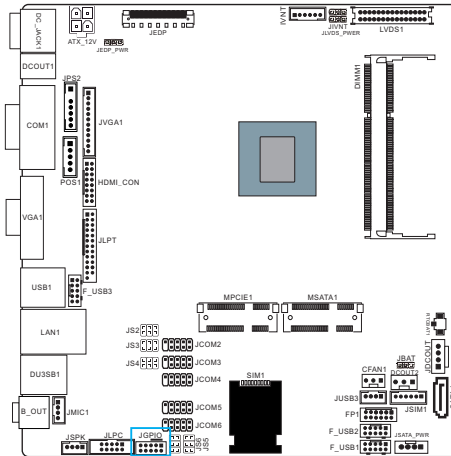 DC_JACK1
ATX_12V
JEDP
JEDP_PWR
IVNT
JIVNT
JLVDS_PWER
LVDS1
DCOUT1
JPS2
DIMM1
COM1
JVGA1
POS1
HDMI_CON
VGA1
JLPT
USB1
F_USB3
MPCIE1
MSATA1
LAN1
JS2
JS3
JS4
JCOM2
JCOM3
JCOM4
JCOM5
JCOM6
SIM1
JBAT
JDCOUT
CFAN1
DCOUT2
DU3SB1
JUSB3
JSIM1
FP1
B_OUT
JMIC1
F_USB2
F_USB1
JSATA_PWR
JSPK
JLPC
JGPIO
JS6
JS5